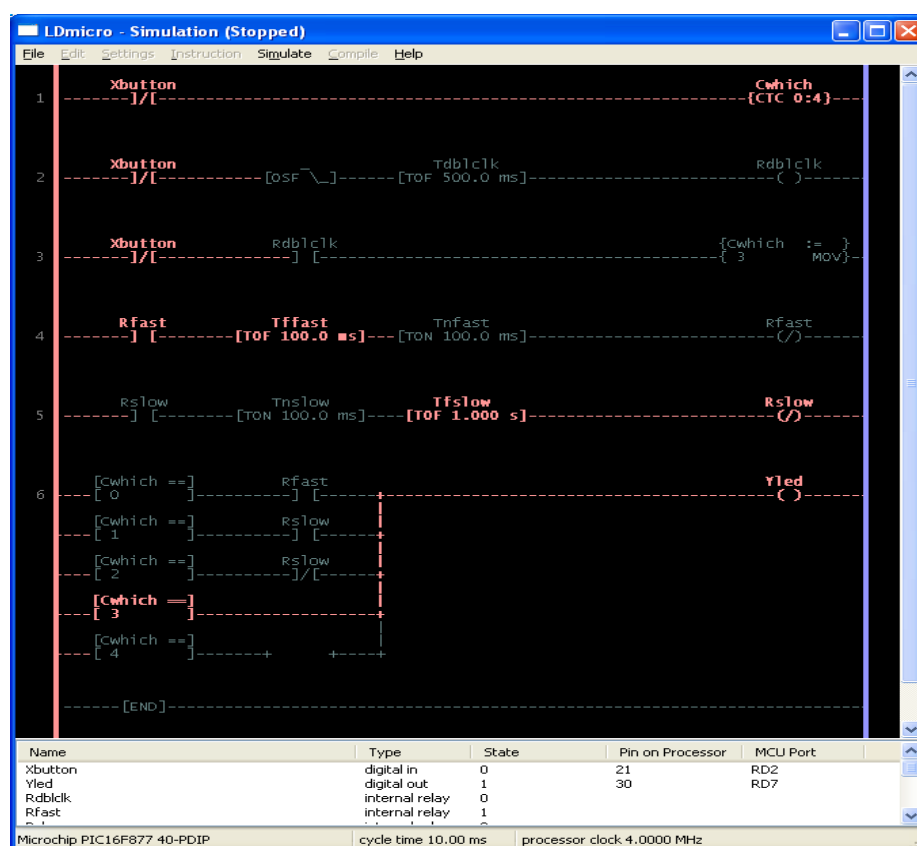 LDmicro - Simulation (Stopped)
File Edit Settings Instruction Simulate Compile Help
Xbutton Cwhich
1 -------]/[------------------------------{CTC 0:4}----
Xbutton Tdblclk Rdblclk
2 -------]/[-----------[OSF ‾\_]------[TOF 500.0 ms]-----------------( )------
Xbutton Rdblclk {Cwhich := }
3 -------]/[--------------] [------------------{ 3 MOV}-
Rfast Tffast Tnfast Rfast
4 -------] [--------[TOF 100.0 ms]---[TON 100.0 ms]-----------------(/)------
Rslow Tnslow Tfslow Rslow
5 -------] [--------[TON 100.0 ms]----[TOF 1.000 s]-----------------(/)------
[Cwhich ==] Rfast Yled
6 ----[ 0 ]----------] [------+------------------( )------
[Cwhich ==] Rslow
----[ 1 ]----------] [------+
[Cwhich ==] Rslow
----[ 2 ]----------]/[------+
[Cwhich ==]
----[ 3 ]-------------------+
[Cwhich ==]
----[ 4 ]-------+ +----+
------[END]------
Name Type State Pin on Processor MCU Port
Xbutton digital in 0 21 RD2
Yled digital out 1 30 RD7
Rdblclk internal relay 0
Rfast internal relay 1
Microchip PIC16F877 40-PDIP cycle time 10.00 ms processor clock 4.0000 MHz